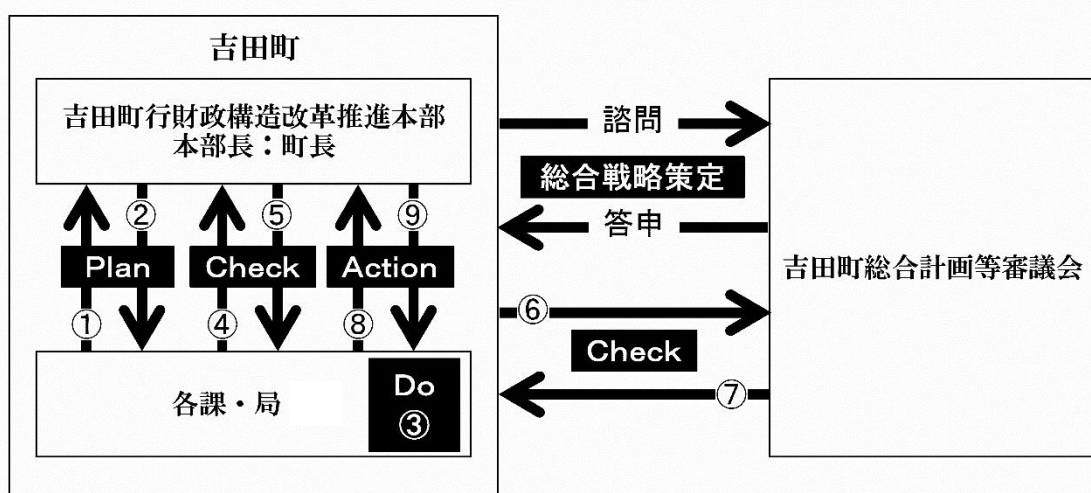 吉田町
吉田町行財政構造改革推進本部
本部長：町長
② ⑤ ⑨
Plan Check Action
① ④ ⑧
各課・局
Do
③
諮問
総合戦略策定
答申
⑥
Check
⑦
吉田町総合計画等審議会